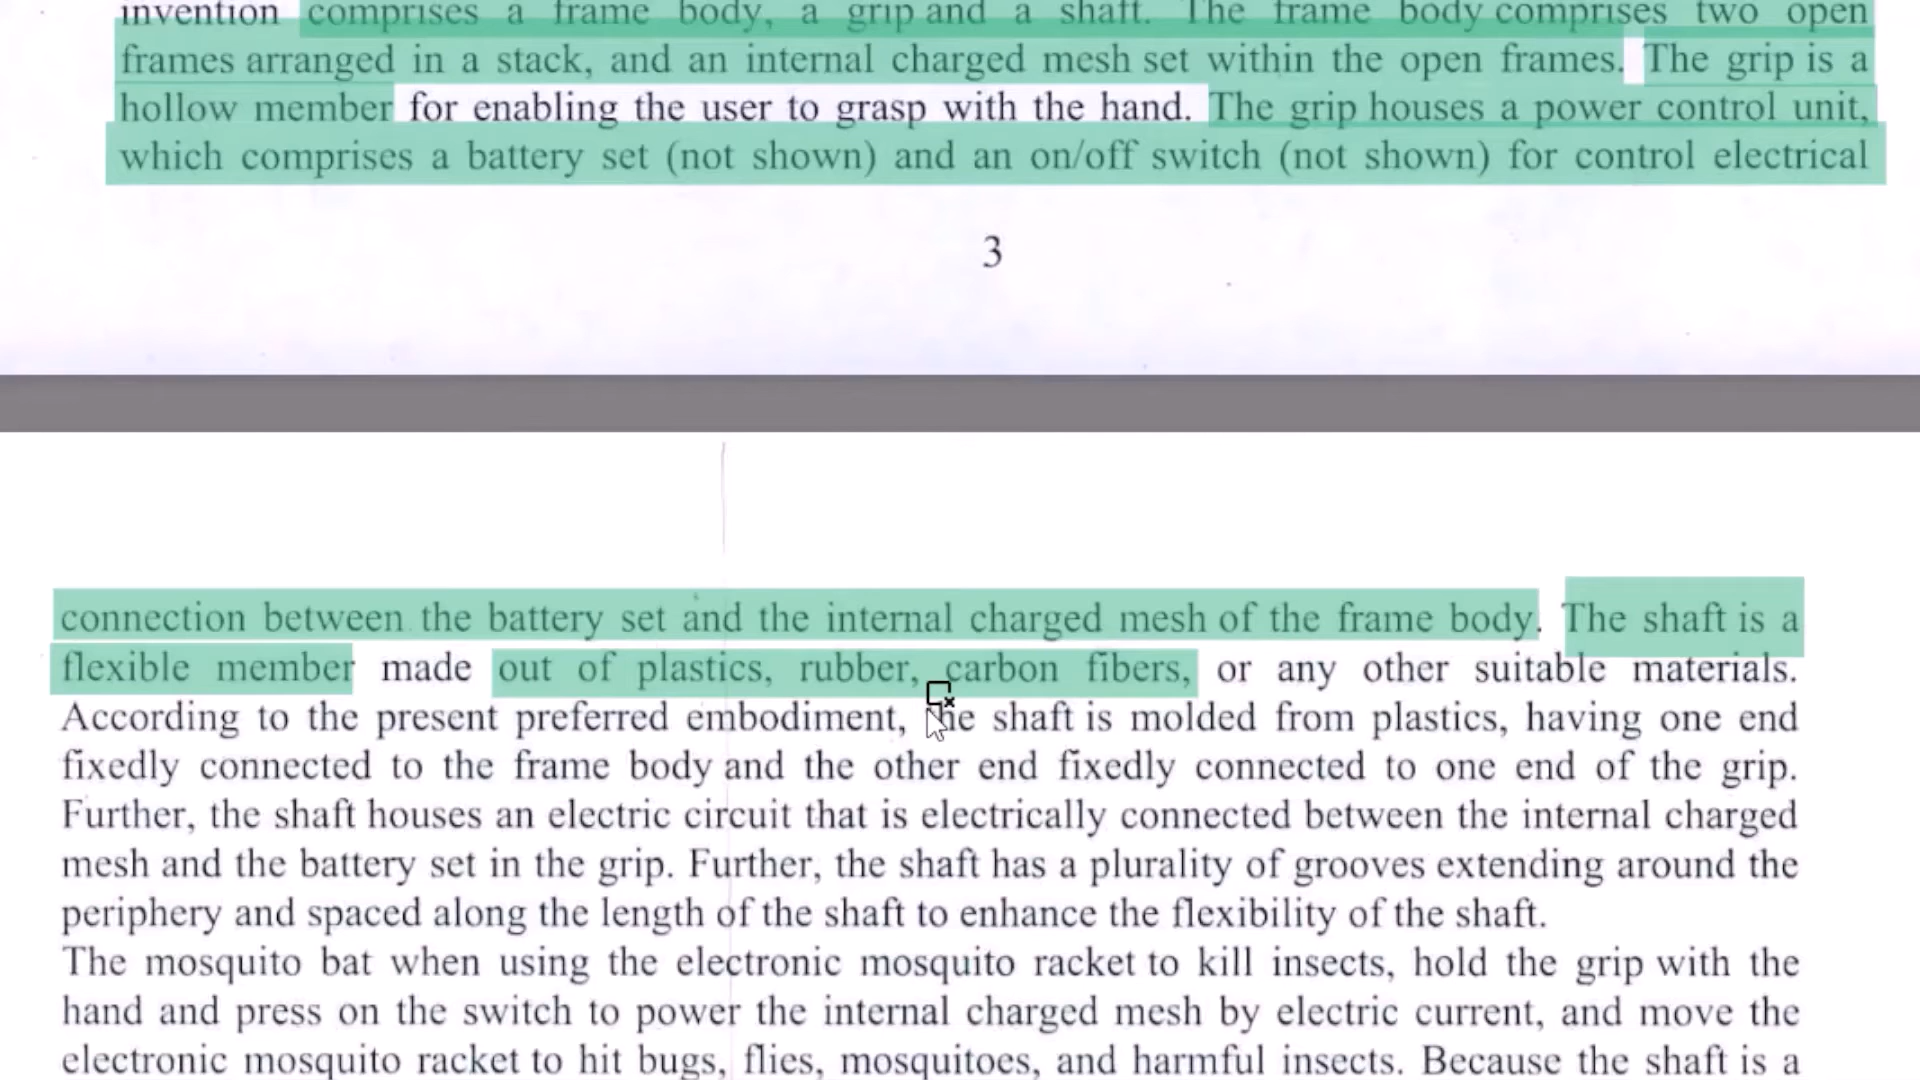 invention comprises a frame body, a grip and a shaft. The frame body comprises two open
frames arranged in a stack, and an internal charged mesh set within the open frames. The grip is a
hollow member for enabling the user to grasp with the hand. The grip houses a power control unit,
which comprises a battery set (not shown) and an on/off switch (not shown) for control electrical
3
connection between the battery set and the internal charged mesh of the frame body. The shaft is a
flexible member made out of plastics, rubber, carbon fibers, or any other suitable materials.
According to the present preferred embodiment, the shaft is molded from plastics, having one end
fixedly connected to the frame body and the other end fixedly connected to one end of the grip.
Further, the shaft houses an electric circuit that is electrically connected between the internal charged
mesh and the battery set in the grip. Further, the shaft has a plurality of grooves extending around the
periphery and spaced along the length of the shaft to enhance the flexibility of the shaft.
The mosquito bat when using the electronic mosquito racket to kill insects, hold the grip with the
hand and press on the switch to power the internal charged mesh by electric current, and move the
electronic mosquito racket to hit bugs, flies, mosquitoes, and harmful insects. Because the shaft is a